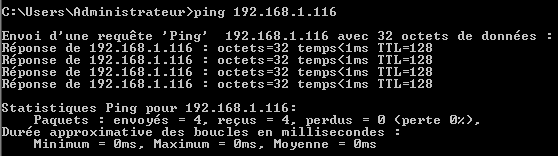 C:\Users\Administrateur>ping 192.168.1.116
Envoi d'une requête 'Ping'  192.168.1.116 avec 32 octets de données :
Réponse de 192.168.1.116 : octets=32 temps<1ms TTL=128
Réponse de 192.168.1.116 : octets=32 temps<1ms TTL=128
Réponse de 192.168.1.116 : octets=32 temps<1ms TTL=128
Réponse de 192.168.1.116 : octets=32 temps<1ms TTL=128
Statistiques Ping pour 192.168.1.116:
    Paquets : envoyés = 4, reçus = 4, perdus = 0 (perte 0%),
Durée approximative des boucles en millisecondes :
    Minimum = 0ms, Maximum = 0ms, Moyenne = 0ms